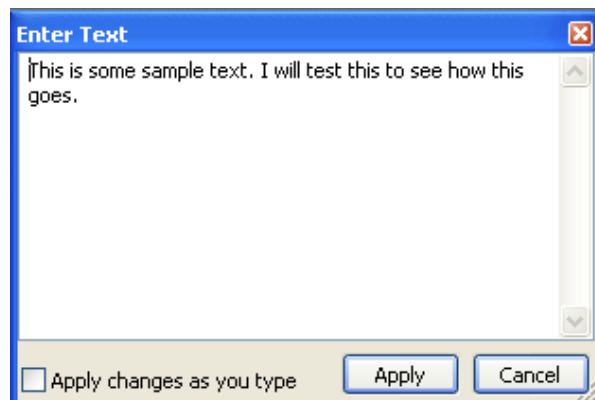 Enter Text
This is some sample text. I will test this to see how this
goes.
Apply changes as you type
Apply
Cancel